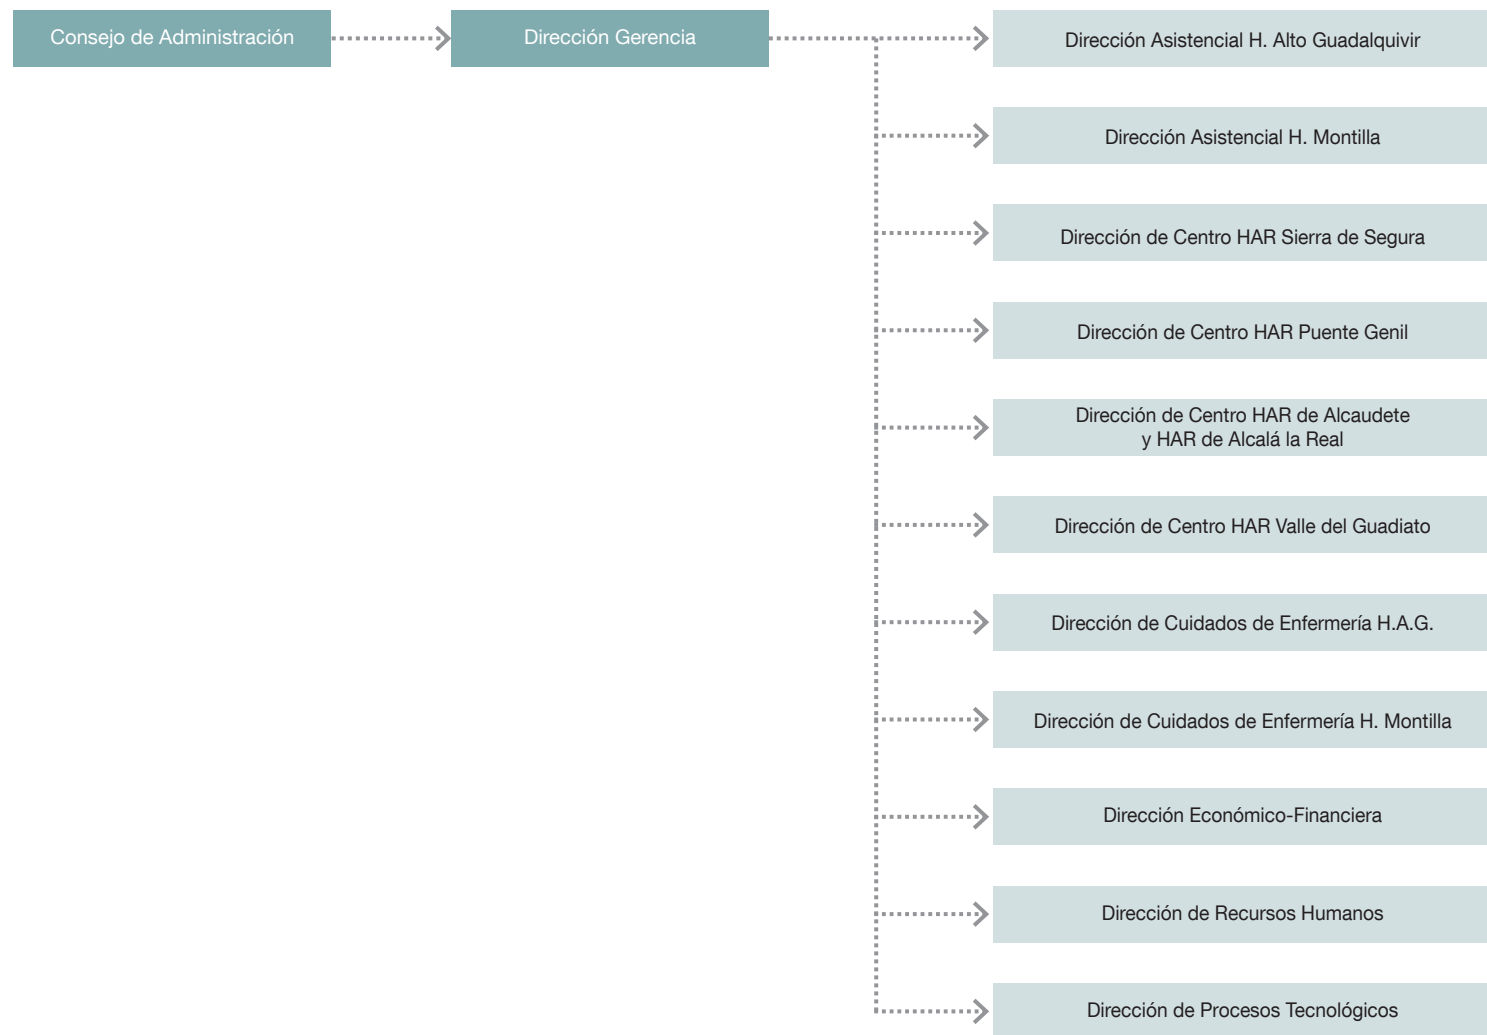 Consejo de Administración
Dirección Gerencia
Dirección Asistencial H. Alto Guadalquivir
Dirección Asistencial H. Montilla
Dirección de Centro HAR Sierra de Segura
Dirección de Centro HAR Puente Genil
Dirección de Centro HAR de Alcaudete
y HAR de Alcalá la Real
Dirección de Centro HAR Valle del Guadiato
Dirección de Cuidados de Enfermería H.A.G.
Dirección de Cuidados de Enfermería H. Montilla
Dirección Económico-Financiera
Dirección de Recursos Humanos
Dirección de Procesos Tecnológicos